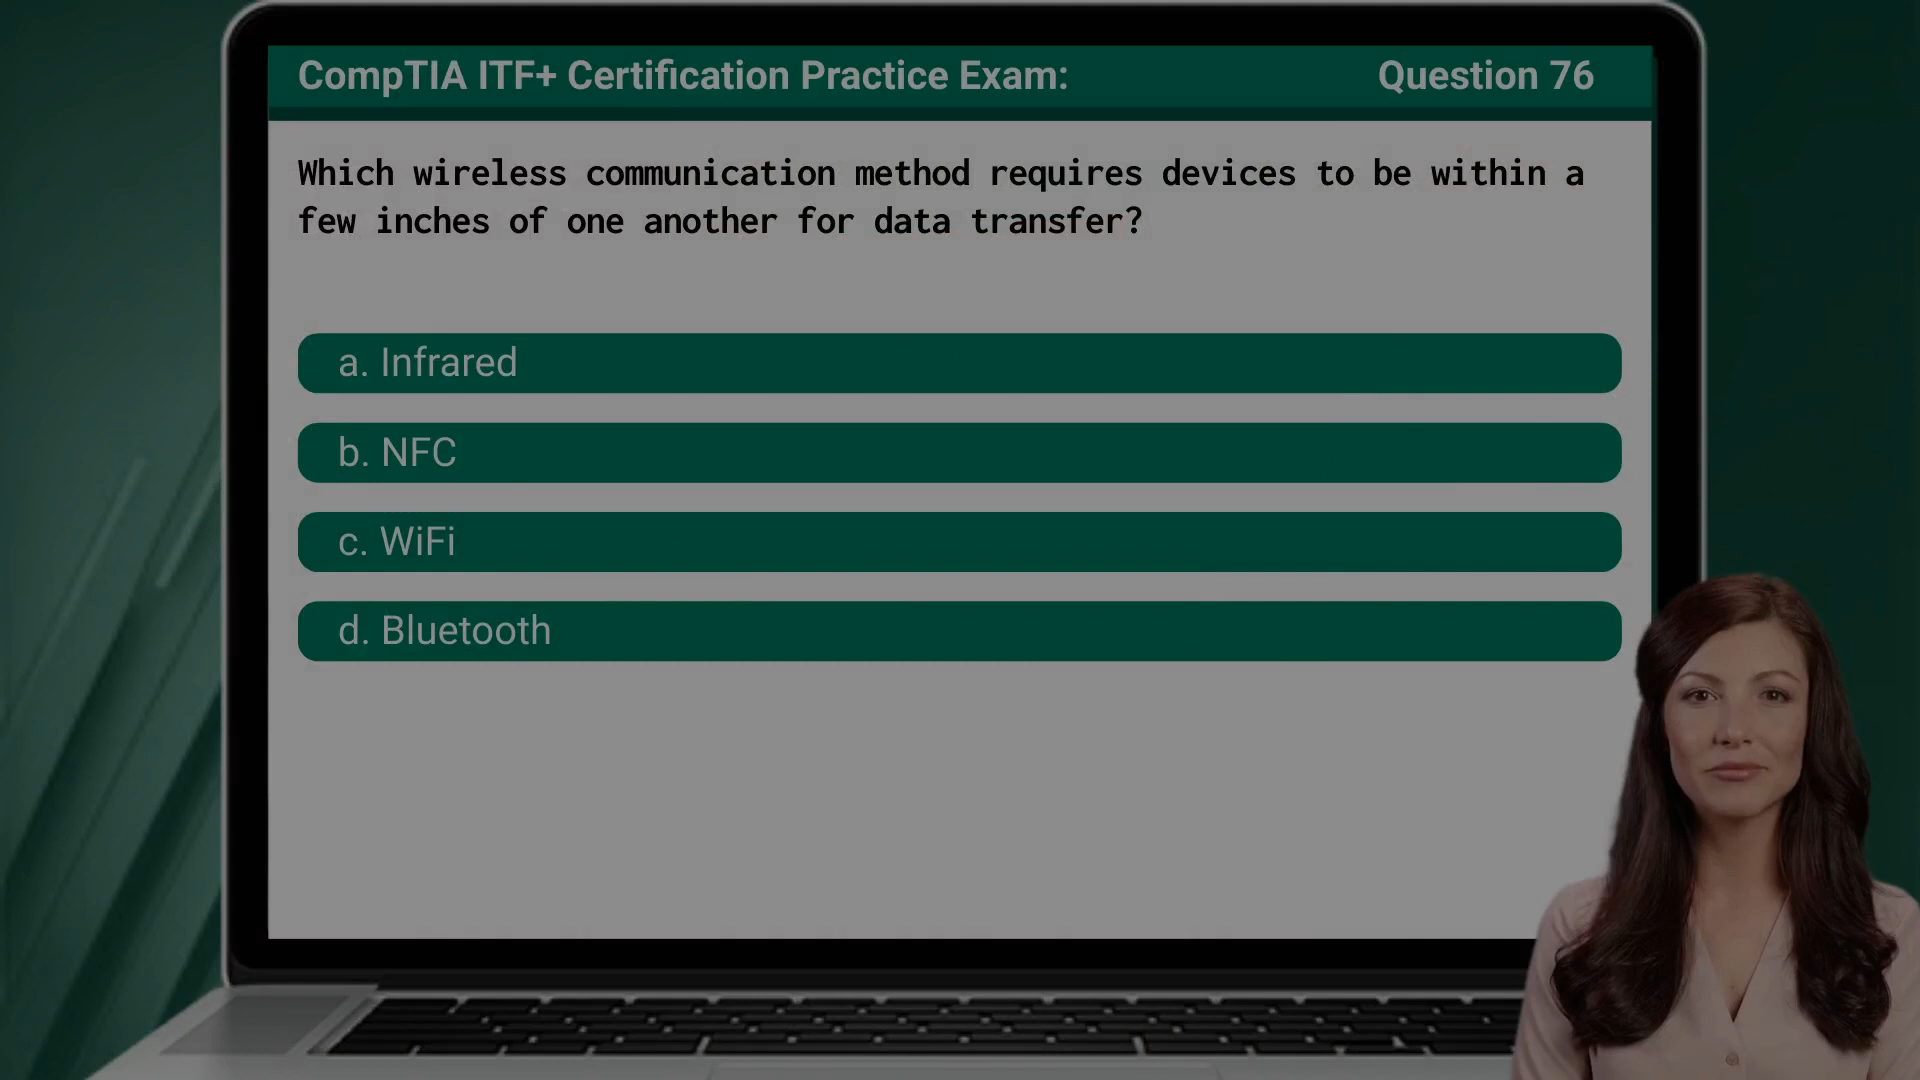 CompTIA ITF+ Certification Practice Exam:
Question 76
Which wireless communication method requires devices to be within a
few inches of one another for data transfer?
a. Infrared
b. NFC
c. WiFi
d. Bluetooth